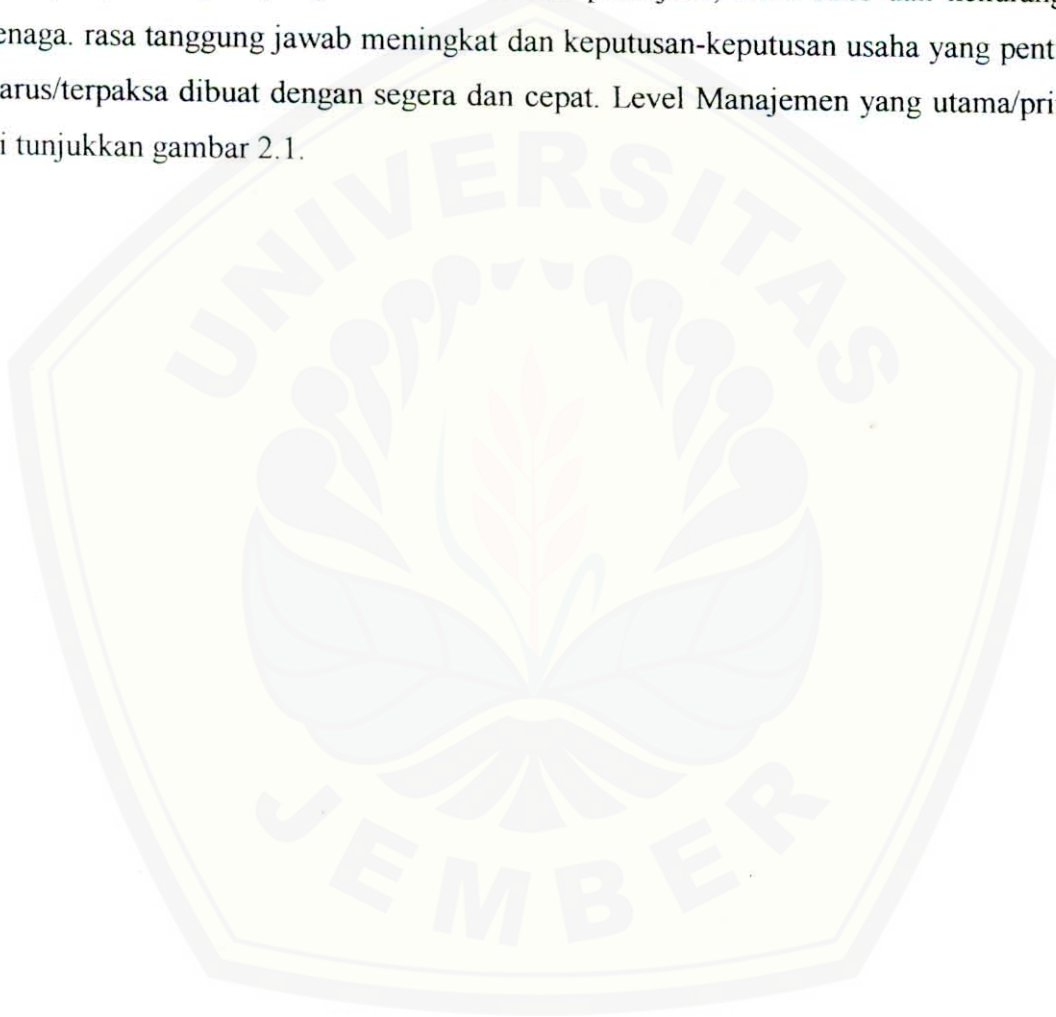 enaga. rasa tanggung jawab meningkat dan keputusan-keputusan usaha yang pent
arus/terpaksa dibuat dengan segera dan cepat. Level Manajemen yang utama/pri
i tunjukkan gambar 2.1.
UNIVERSITAS
JEMBER